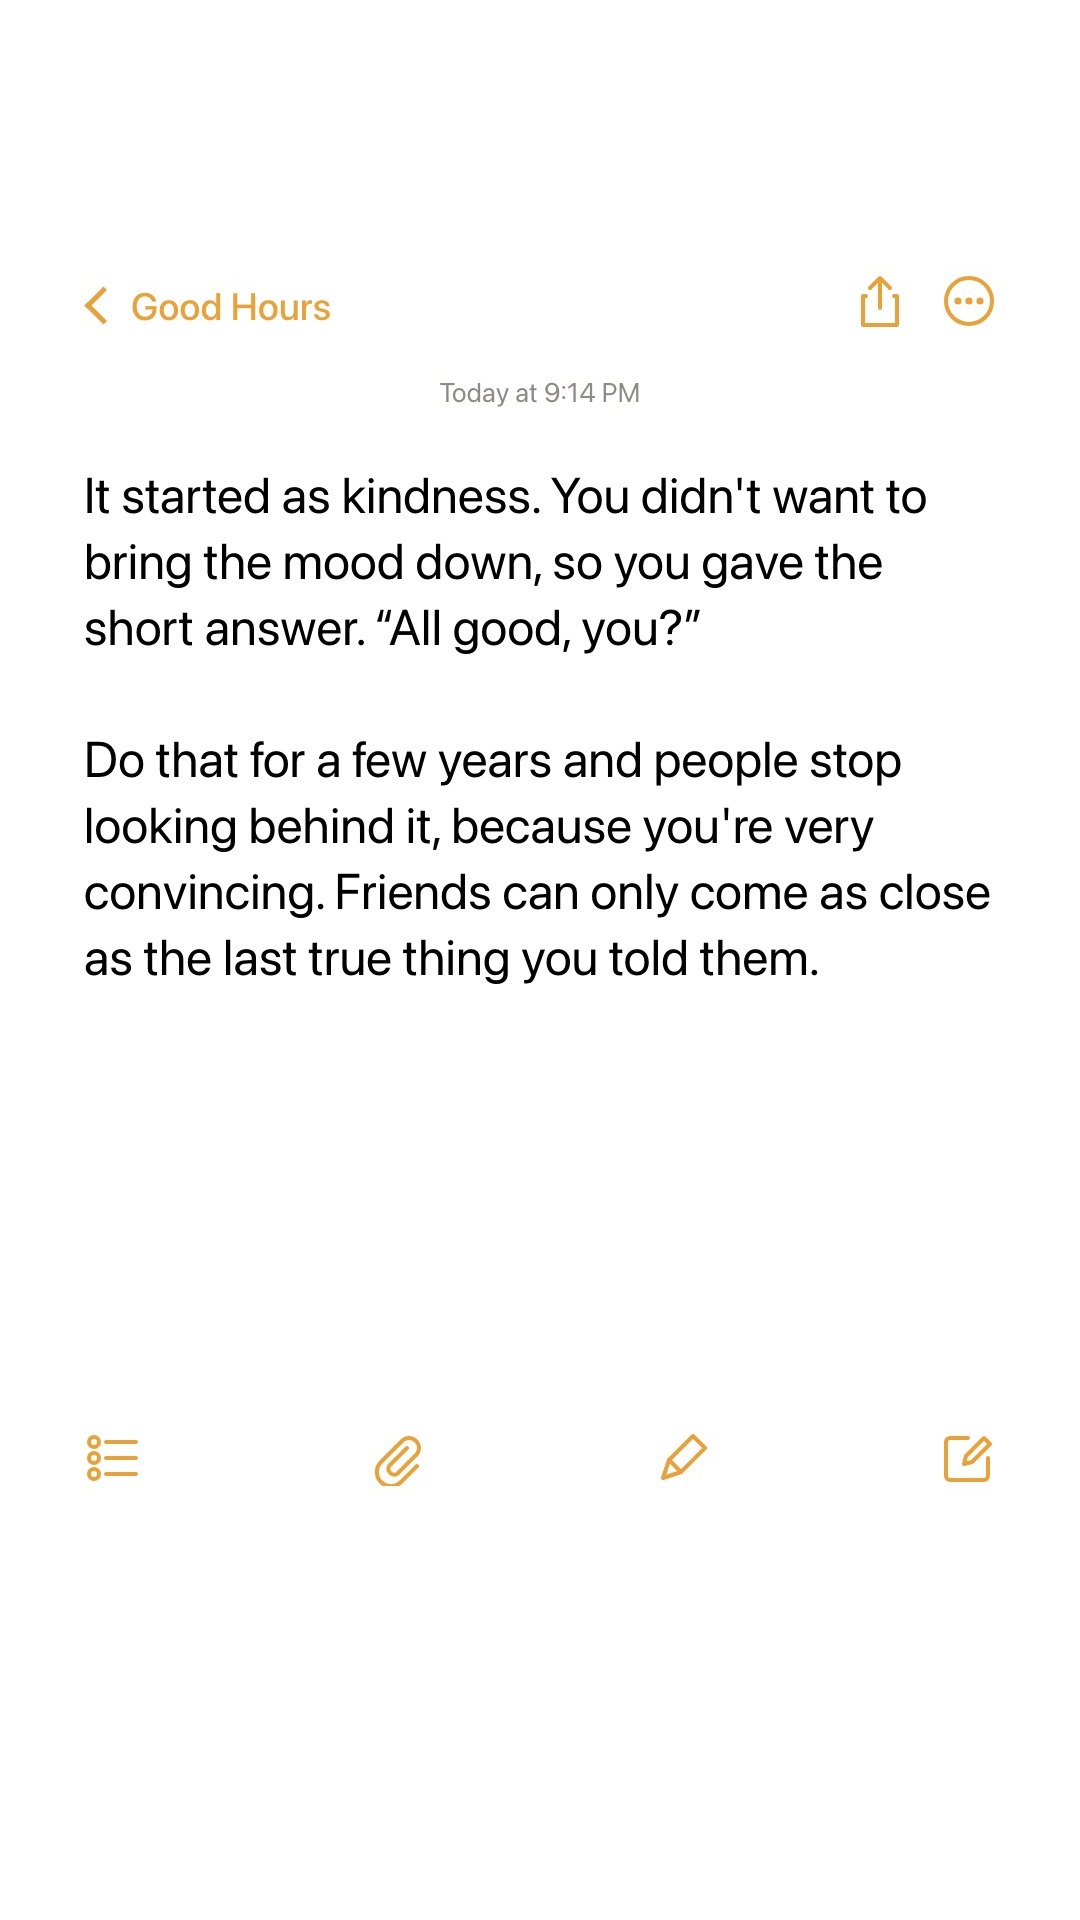 Good Hours
Today at 9:14 PM
It started as kindness. You didn't want to
bring the mood down, so you gave the
short answer. “All good, you?”
Do that for a few years and people stop
looking behind it, because you're very
convincing. Friends can only come as close
as the last true thing you told them.